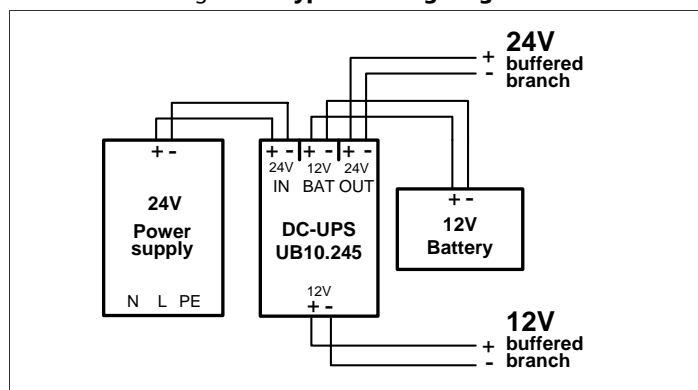 24V
+ buffered
- branch
+ -
24V
Power
supply
N L PE
+ - + - + -
24V 12V 24V
IN BAT OUT
DC-UPS
UB10.245
12V
+ -
+ -
12V
Battery
12V
+ buffered
- branch